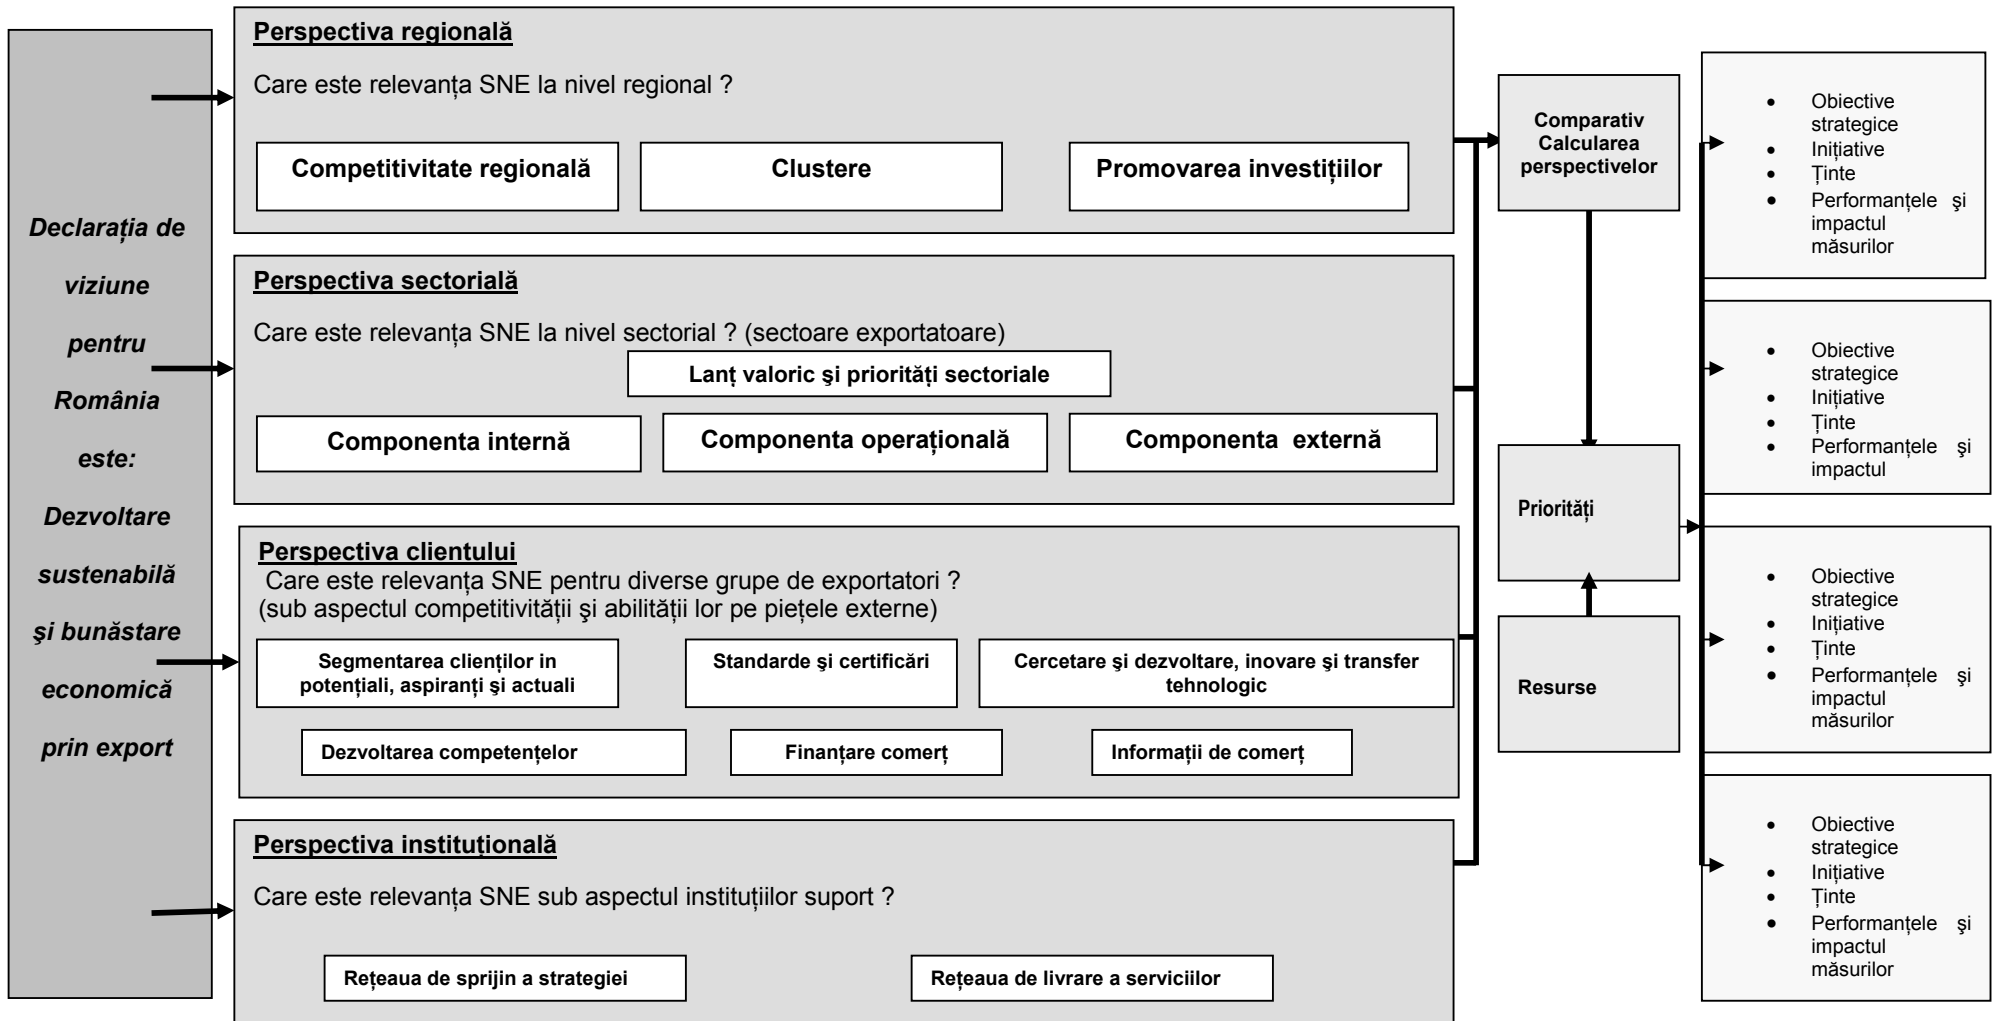 Declarația de
viziune
pentru
România
este:
Dezvoltare
sustenabilă
şi bunăstare
economică
prin export
Perspectiva regională
Care este relevanța SNE la nivel regional ?
Competitivitate regională
Clustere
Promovarea investițiilor
Perspectiva sectorială
Care este relevanța SNE la nivel sectorial ? (sectoare exportatoare)
Lanț valoric şi priorități sectoriale
Componenta internă
Componenta operațională
Componenta externă
Perspectiva clientului
Care este relevanța SNE pentru diverse grupe de exportatori ?
(sub aspectul competitivității şi abilității lor pe piețele externe)
Segmentarea clienților in
potențiali, aspiranți şi actuali
Standarde şi certificări
Cercetare şi dezvoltare, inovare şi transfer
tehnologic
Dezvoltarea competențelor
Finanțare comerț
Informații de comerț
Perspectiva instituțională
Care este relevanța SNE sub aspectul instituțiilor suport ?
Rețeaua de sprijin a strategiei
Rețeaua de livrare a serviciilor
Comparativ
Calcularea
perspectivelor
Priorități
Resurse
• Obiective
strategice
• Inițiative
• Ținte
• Performanțele şi
impactul
măsurilor
• Obiective
strategice
• Inițiative
• Ținte
• Performanțele şi
impactul
• Obiective
strategice
• Inițiative
• Ținte
• Performanțele şi
impactul
măsurilor
• Obiective
strategice
• Inițiative
• Ținte
• Performanțele şi
impactul
măsurilor